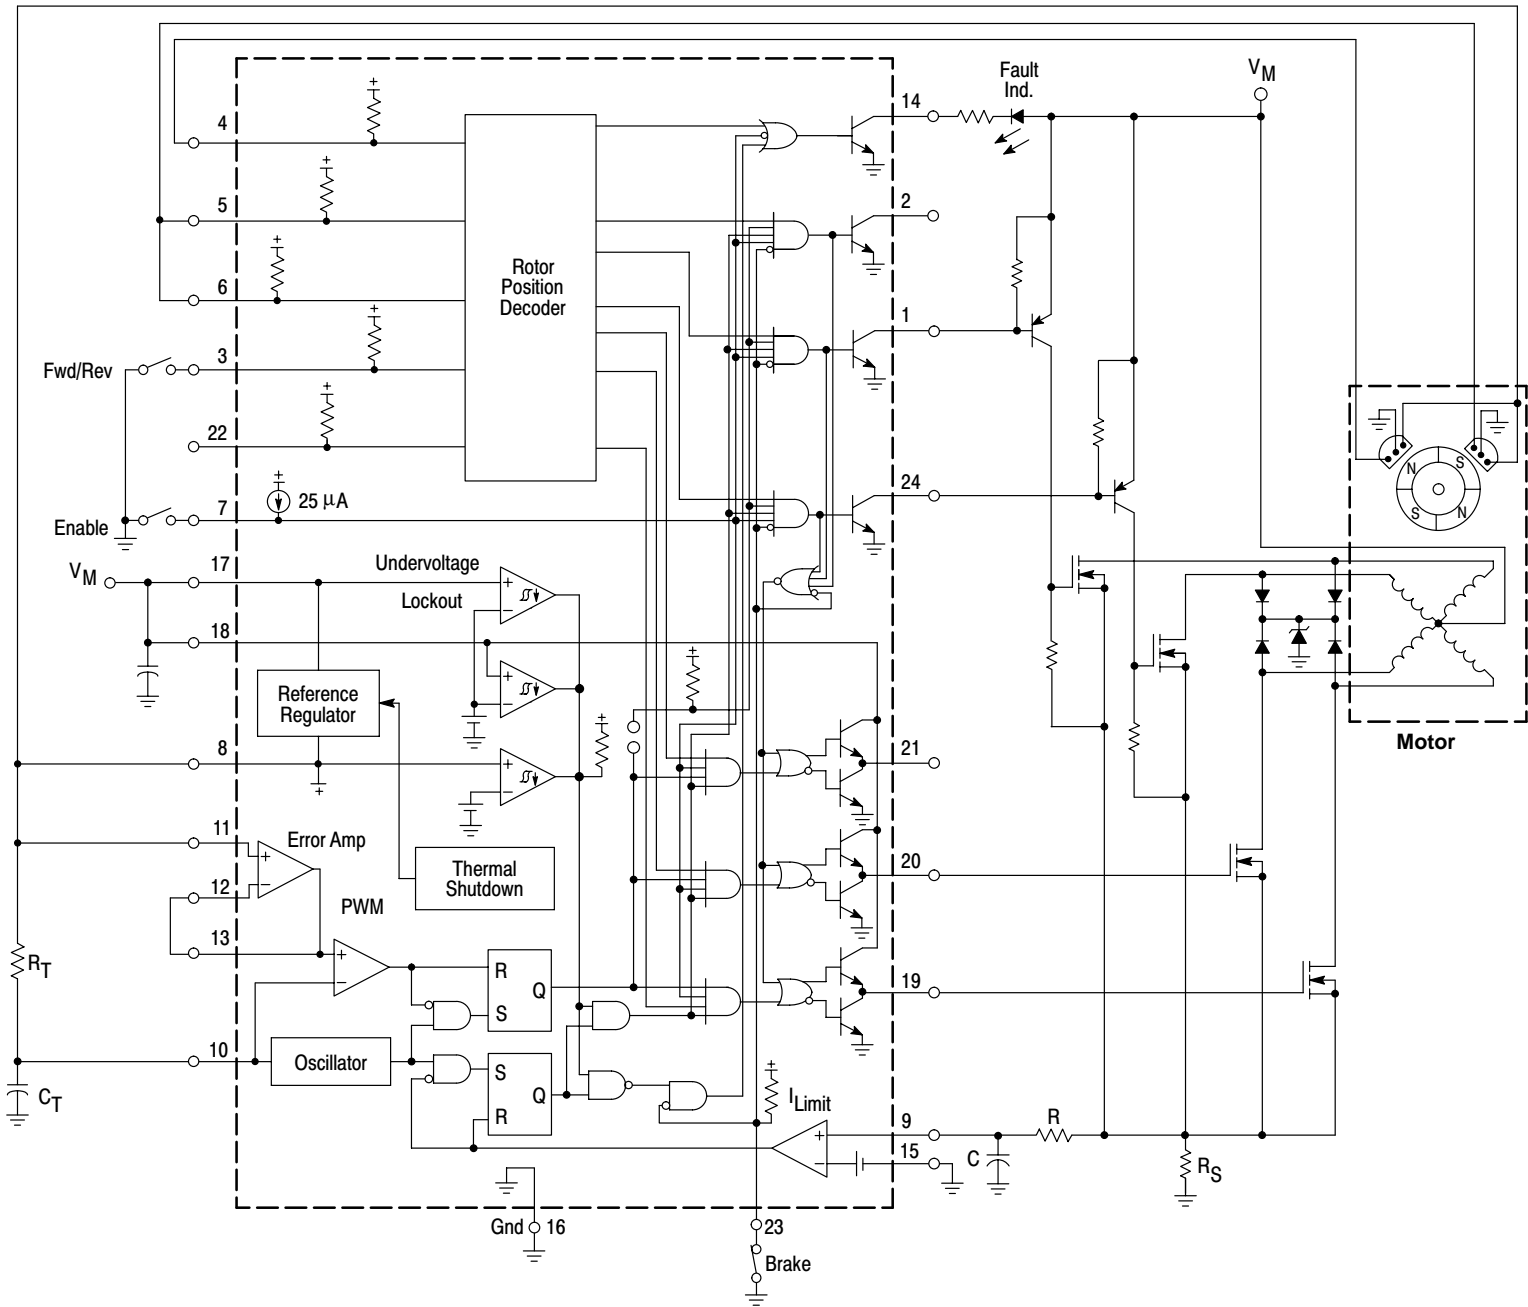 4
5
6
Fwd/Rev
3
22
Enable
7
25 μA
V_M
17
18
8
11
12
13
R_T
10
C_T
Rotor
Position
Decoder
Undervoltage
Lockout
Reference
Regulator
Error Amp
Thermal
Shutdown
PWM
Oscillator
R
Q
S
S
Q
R
I_Limit
Gnd
16
23
Brake
14
2
1
24
21
20
19
9
15
Fault
Ind.
V_M
C
R
R_S
N
S
S
N
Motor